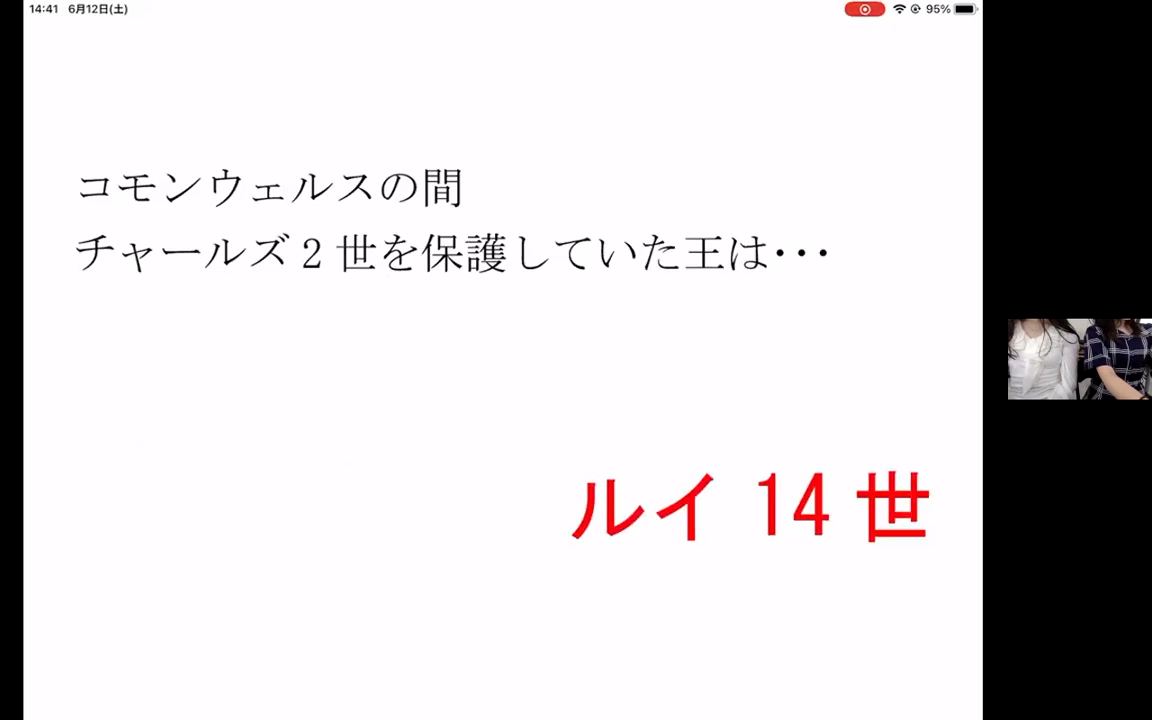 14:41 6月12日(土) 95%
コモンウェルスの間
チャールズ２世を保護していた王は･･･
ルイ 14 世